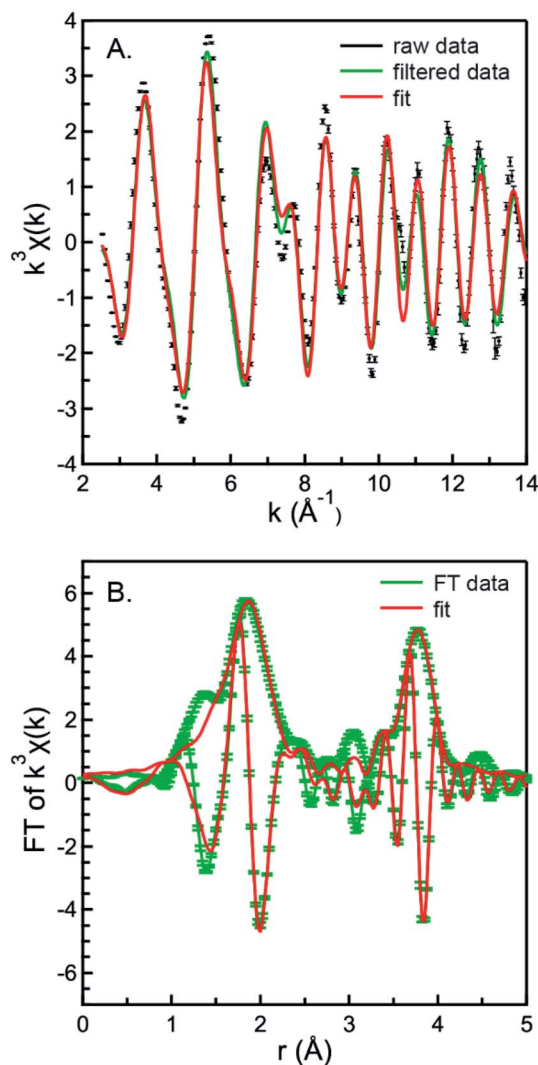 A.
raw data
filtered data
fit
4
3
2
1
0
-1
-2
-3
-4
k³χ(k)
2 4 6 8 10 12 14
k (Å⁻¹)
B.
FT data
fit
6
4
2
0
-2
-4
-6
FT of k³χ(k)
0 1 2 3 4 5
r (Å)